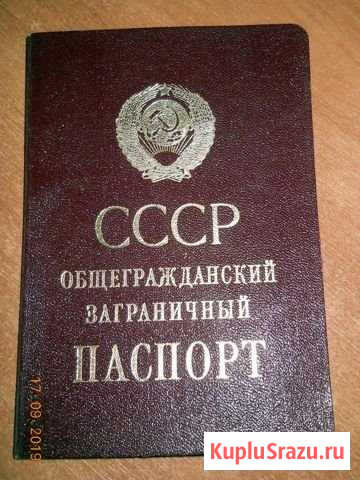 СССР
ОБЩЕГРАЖДАНСКИЙ
ЗАГРАНИЧНЫЙ
ПАСПОРТ
17 09 2019
KupluSrazu.ru